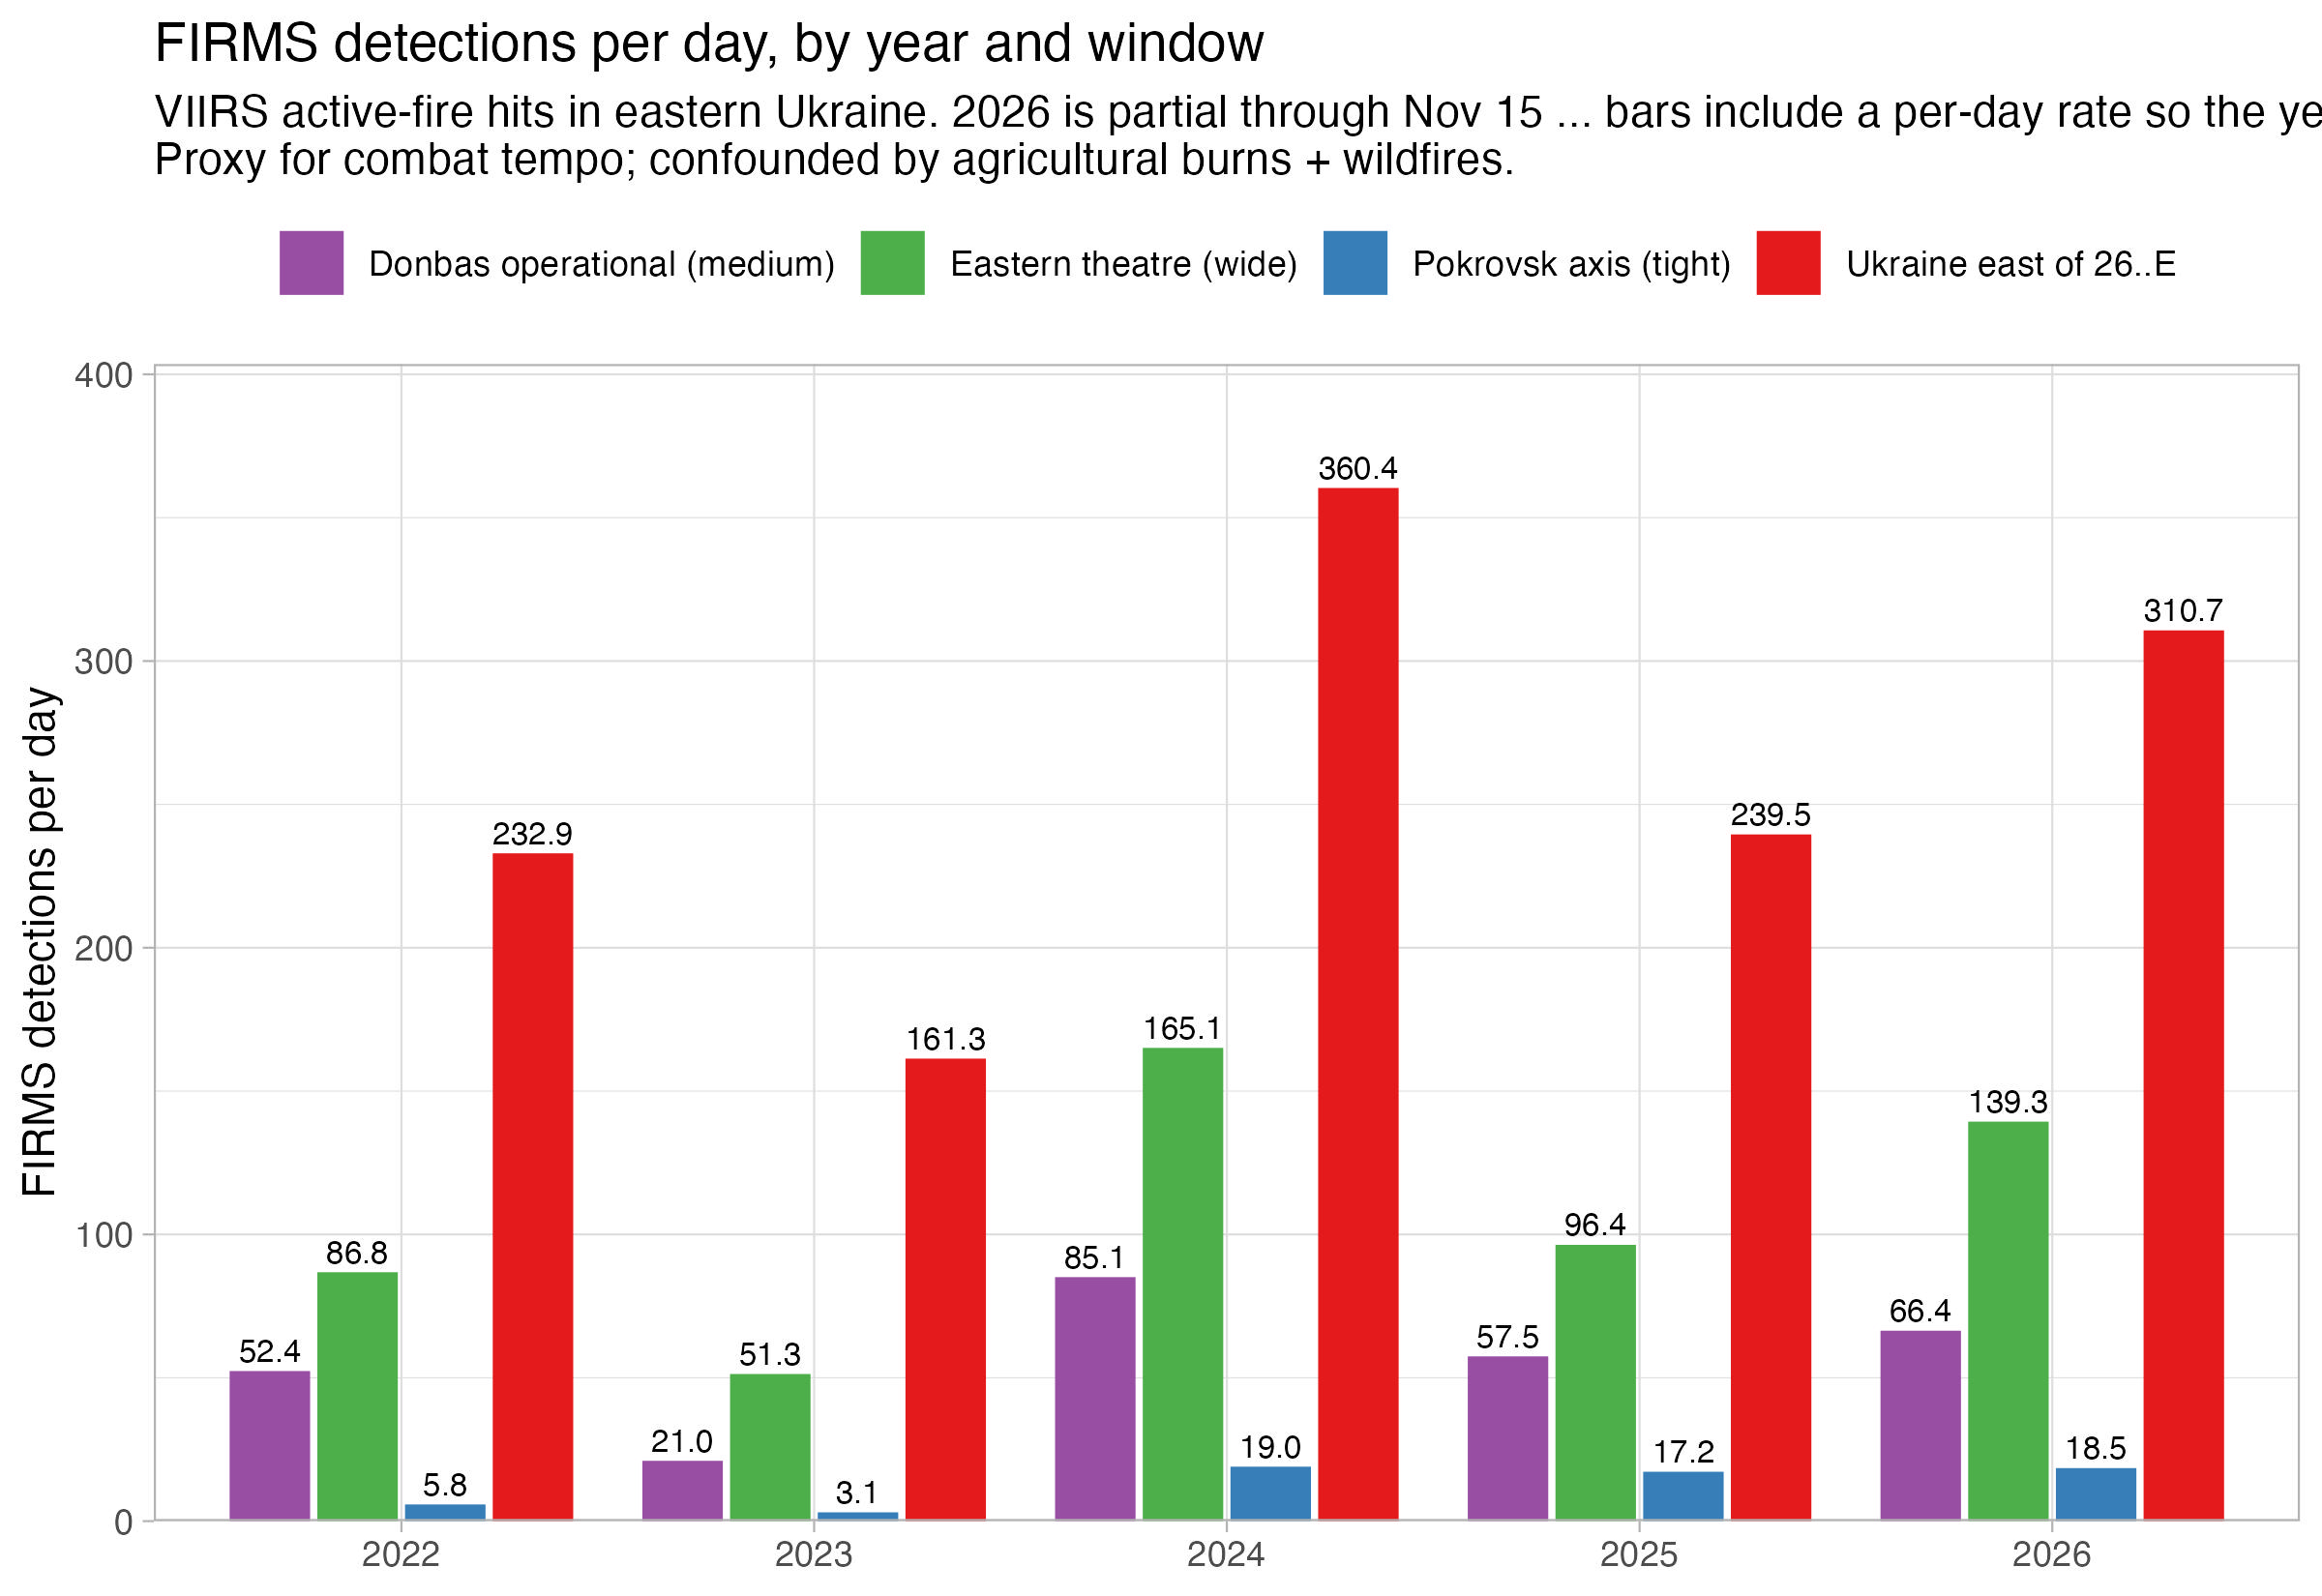 FIRMS detections per day, by year and window
VIIRS active-fire hits in eastern Ukraine. 2026 is partial through Nov 15 ... bars include a per-day rate so the ye
Proxy for combat tempo; confounded by agricultural burns + wildfires.
Donbas operational (medium) Eastern theatre (wide) Pokrovsk axis (tight) Ukraine east of 26..E
FIRMS detections per day
400
300
200
100
0
52.4 86.8 5.8 232.9
21.0 51.3 3.1 161.3
85.1 165.1 19.0 360.4
57.5 96.4 17.2 239.5
66.4 139.3 18.5 310.7
2022 2023 2024 2025 2026